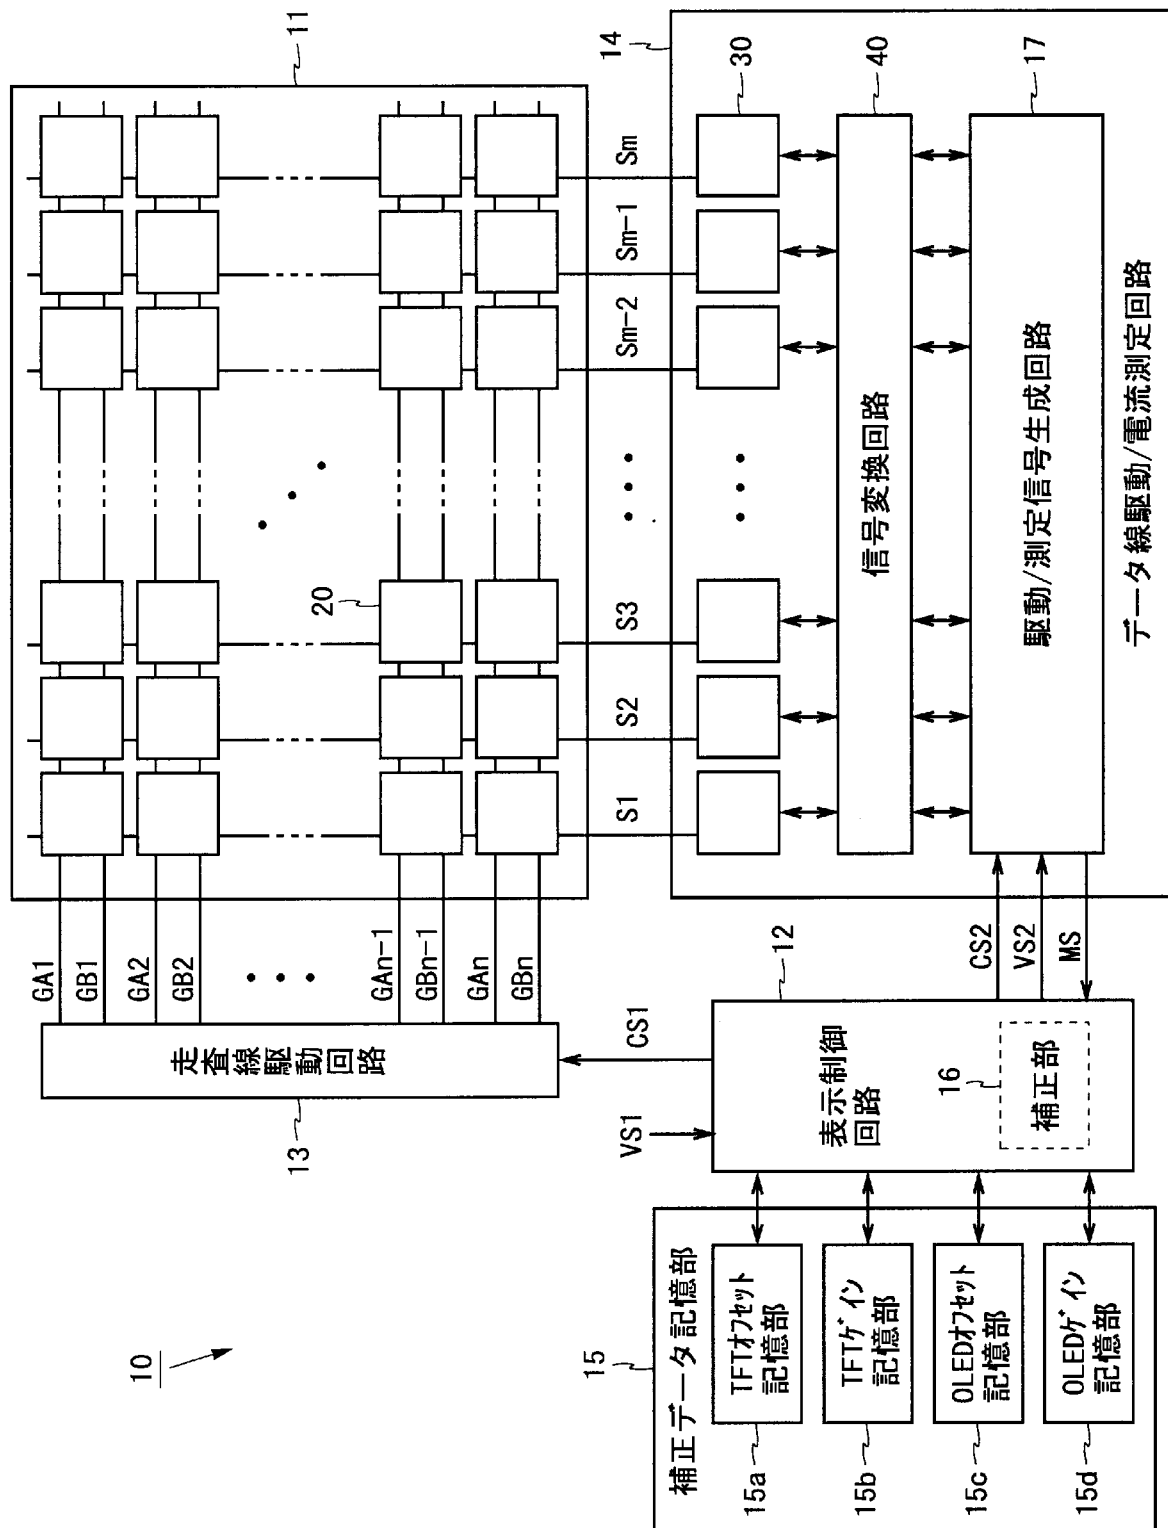 10
13
走査線駆動回路
GA1
GB1
GA2
GB2
GAn-1
GBn-1
GAn
GBn
11
20
S1
S2
S3
Sm-2
Sm-1
Sm
14
30
信号変換回路
40
駆動/測定信号生成回路
17
データ線駆動/電流測定回路
CS1
VS1
12
表示制御
回路
16
補正部
CS2
VS2
MS
15
補正データ記憶部
TFTオフセット
記憶部
15a
TFTゲイン
記憶部
15b
OLEDオフセット
記憶部
15c
OLEDゲイン
記憶部
15d